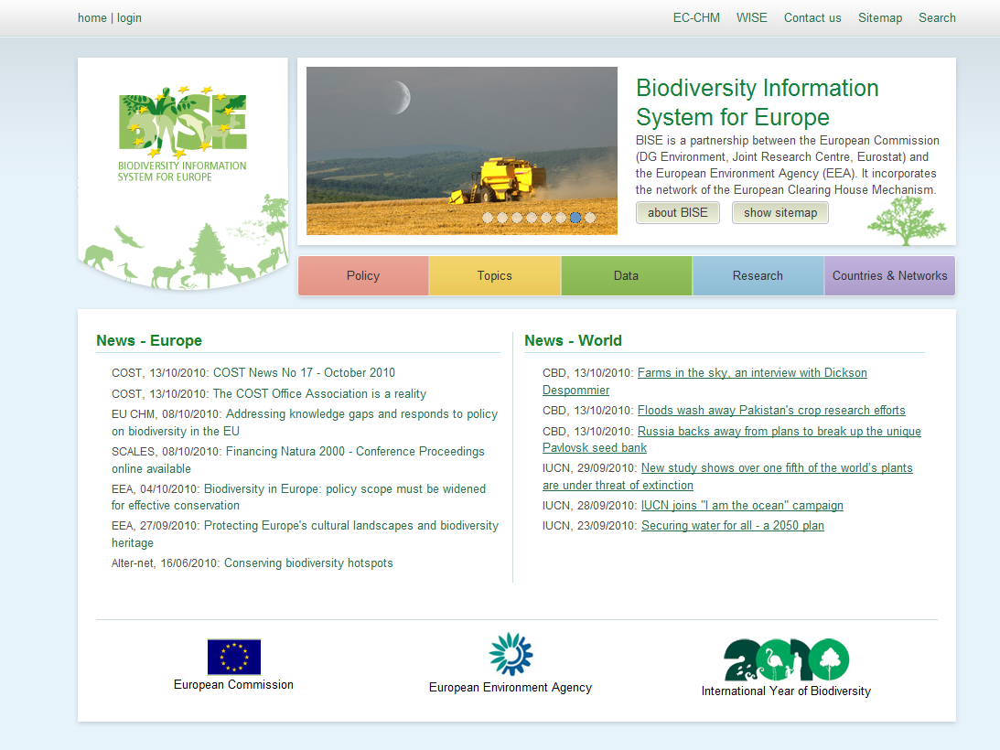 home | login
EC-CHM WISE Contact us Sitemap Search
BISE
BIODIVERSITY INFORMATION
SYSTEM FOR EUROPE
Biodiversity Information
System for Europe
BISE is a partnership between the European Commission
(DG Environment, Joint Research Centre, Eurostat) and
the European Environment Agency (EEA). It incorporates
the network of the European Clearing House Mechanism.
about BISE show sitemap
Policy Topics Data Research Countries & Networks
News - Europe
COST, 13/10/2010: COST News No 17 - October 2010
COST, 13/10/2010: The COST Office Association is a reality
EU CHM, 08/10/2010: Addressing knowledge gaps and responds to policy
on biodiversity in the EU
SCALES, 08/10/2010: Financing Natura 2000 - Conference Proceedings
online available
EEA, 04/10/2010: Biodiversity in Europe: policy scope must be widened
for effective conservation
EEA, 27/09/2010: Protecting Europe's cultural landscapes and biodiversity
heritage
Alter-net, 16/06/2010: Conserving biodiversity hotspots
News - World
CBD, 13/10/2010: Farms in the sky, an interview with Dickson
Despommier
CBD, 13/10/2010: Floods wash away Pakistan's crop research efforts
CBD, 13/10/2010: Russia backs away from plans to break up the unique
Pavlovsk seed bank
IUCN, 29/09/2010: New study shows over one fifth of the world's plants
are under threat of extinction
IUCN, 28/09/2010: IUCN joins "I am the ocean" campaign
IUCN, 23/09/2010: Securing water for all - a 2050 plan
European Commission
European Environment Agency
2010
International Year of Biodiversity